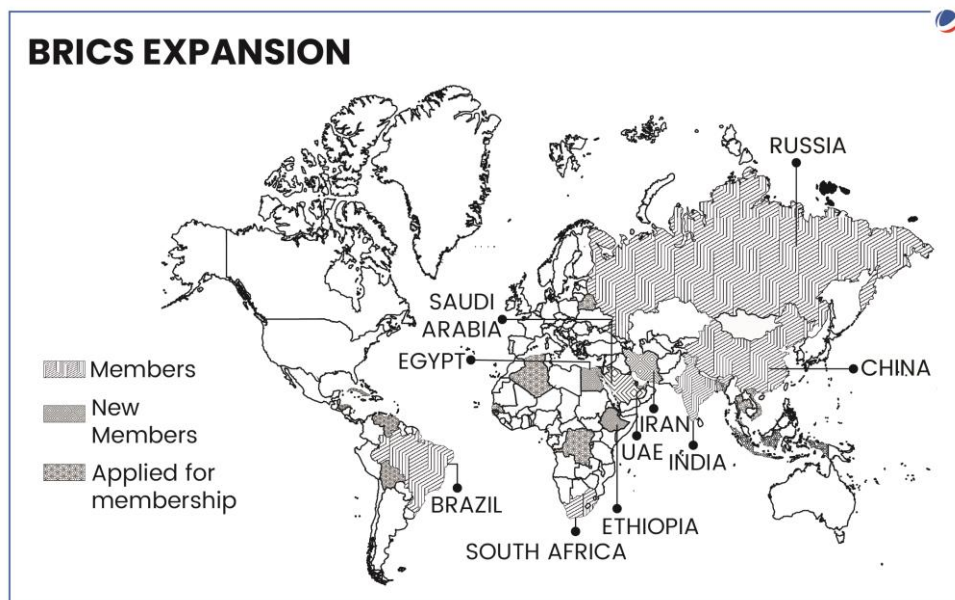 BRICS EXPANSION
RUSSIA
SAUDI
ARABIA
EGYPT
CHINA
Members
New
Members
Applied for
membership
IRAN
UAE
INDIA
BRAZIL
ETHIOPIA
SOUTH AFRICA